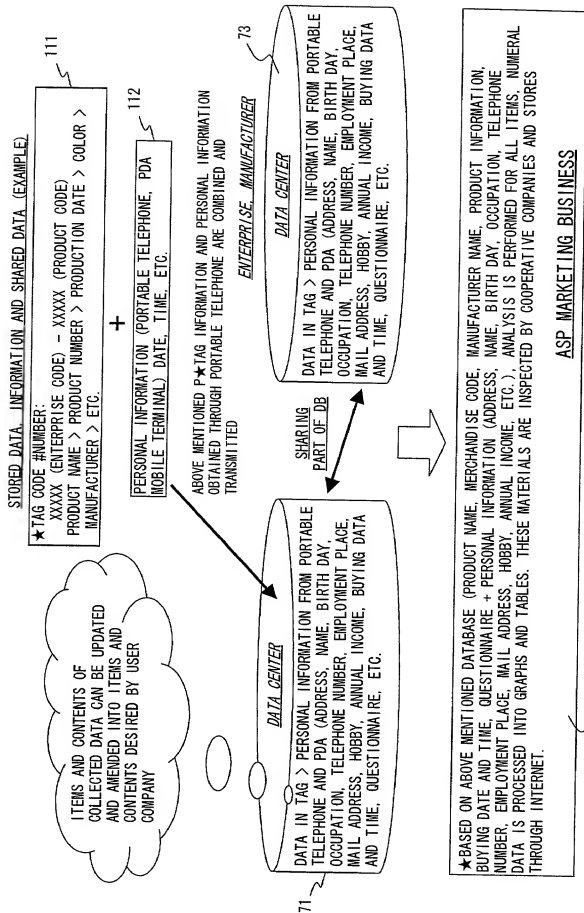 STORED DATA, INFORMATION AND SHARED DATA (EXAMPLE)
★TAG CODE #NUMBER:
XXXXX (ENTERPRISE CODE) – XXXXX (PRODUCT CODE)
PRODUCT NAME > PRODUCT NUMBER > PRODUCTION DATE > COLOR >
MANUFACTURER > ETC.
111
+
PERSONAL INFORMATION (PORTABLE TELEPHONE, PDA
MOBILE TERMINAL) DATE, TIME, ETC.
112
ABOVE MENTIONED P★TAG INFORMATION AND PERSONAL INFORMATION
OBTAINED THROUGH PORTABLE TELEPHONE ARE COMBINED AND
TRANSMITTED
ITEMS AND CONTENTS OF
COLLECTED DATA CAN BE UPDATED
AND AMENDED INTO ITEMS AND
CONTENTS DESIRED BY USER
COMPANY
DATA CENTER
DATA IN TAG > PERSONAL INFORMATION FROM PORTABLE
TELEPHONE AND PDA (ADDRESS, NAME, BIRTH DAY,
OCCUPATION, TELEPHONE NUMBER, EMPLOYMENT PLACE,
MAIL ADDRESS, HOBBY, ANNUAL INCOME, BUYING DATA
AND TIME, QUESTIONNAIRE, ETC.
71
SHARING
PART OF DB
ENTERPRISE, MANUFACTURER
73
DATA CENTER
DATA IN TAG > PERSONAL INFORMATION FROM PORTABLE
TELEPHONE AND PDA (ADDRESS, NAME, BIRTH DAY,
OCCUPATION, TELEPHONE NUMBER, EMPLOYMENT PLACE,
MAIL ADDRESS, HOBBY, ANNUAL INCOME, BUYING DATA
AND TIME, QUESTIONNAIRE, ETC.
★BASED ON ABOVE MENTIONED DATABASE (PRODUCT NAME, MERCHANDISE CODE, MANUFACTURER NAME, PRODUCT INFORMATION,
BUYING DATE AND TIME, QUESTIONNAIRE + PERSONAL INFORMATION (ADDRESS, NAME, BIRTH DAY, OCCUPATION, TELEPHONE
NUMBER, EMPLOYMENT PLACE, MAIL ADDRESS, HOBBY, ANNUAL INCOME, ETC.), ANALYSIS IS PERFORMED FOR ALL ITEMS, NUMERAL
DATA IS PROCESSED INTO GRAPHS AND TABLES. THESE MATERIALS ARE INSPECTED BY COOPERATIVE COMPANIES AND STORES
THROUGH INTERNET.
ASP MARKETING BUSINESS